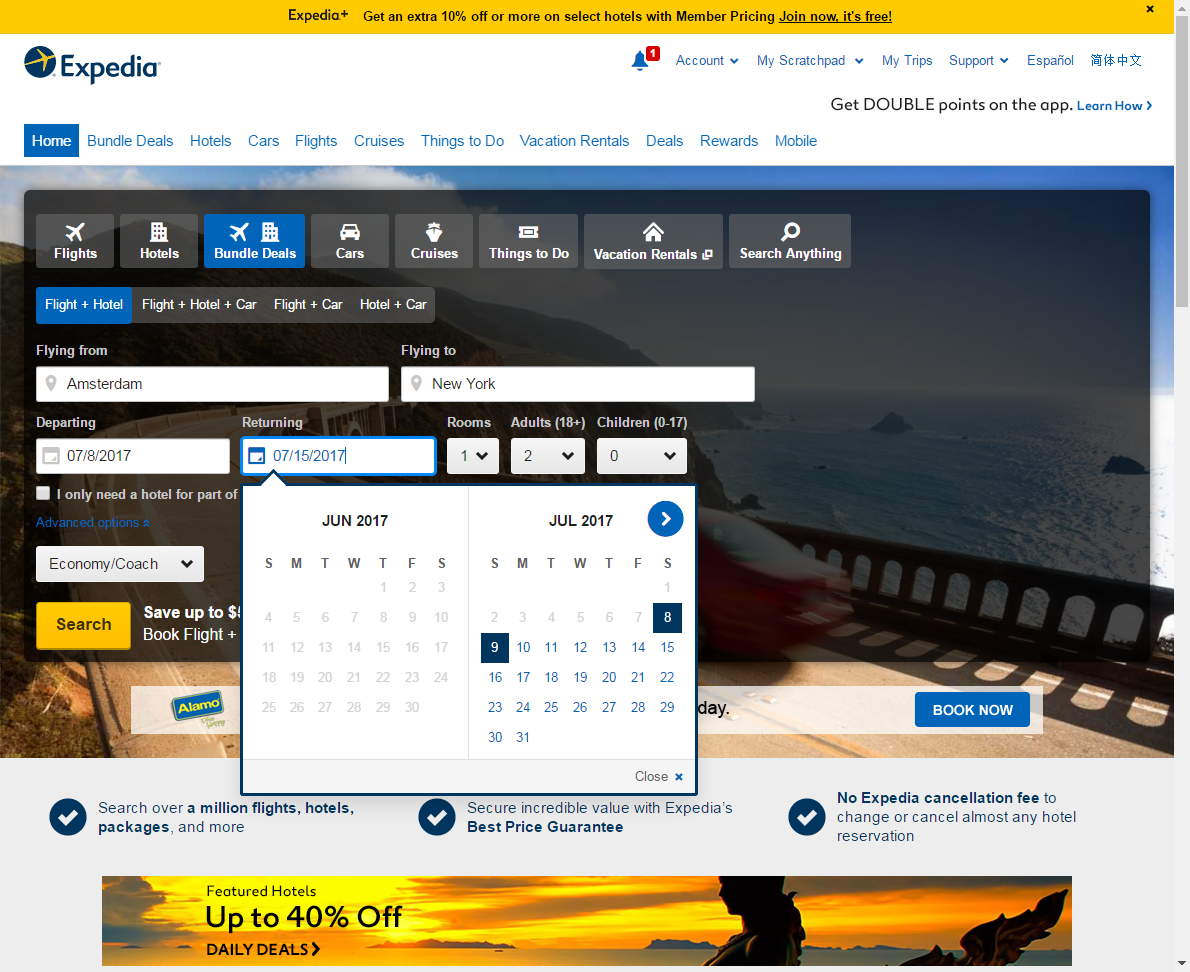 Expedia+ Get an extra 10% off or more on select hotels with Member Pricing Join now, it's free!
Expedia
1 Account My Scratchpad My Trips Support Español 简体中文
Get DOUBLE points on the app. Learn How
Home Bundle Deals Hotels Cars Flights Cruises Things to Do Vacation Rentals Deals Rewards Mobile
Flights Hotels Bundle Deals Cars Cruises Things to Do Vacation Rentals Search Anything
Flight + Hotel Flight + Hotel + Car Flight + Car Hotel + Car
Flying from Flying to
Amsterdam New York
Departing Returning Rooms Adults (18+) Children (0-17)
07/8/2017 07/15/2017 1 2 0
I only need a hotel for part of
Advanced options
Economy/Coach
Search
Save up to $5
Book Flight +
JUN 2017
S M T W T F S
1 2 3
4 5 6 7 8 9 10
11 12 13 14 15 16 17
18 19 20 21 22 23 24
25 26 27 28 29 30
JUL 2017
S M T W T F S
1
2 3 4 5 6 7 8
9 10 11 12 13 14 15
16 17 18 19 20 21 22
23 24 25 26 27 28 29
30 31
Close
Alamo
day.
BOOK NOW
Search over a million flights, hotels,
packages, and more
Secure incredible value with Expedia's
Best Price Guarantee
No Expedia cancellation fee to
change or cancel almost any hotel
reservation
Featured Hotels
Up to 40% Off
DAILY DEALS